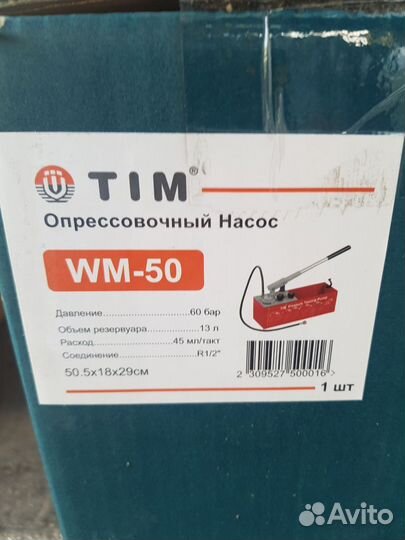 TIM®
Опрессовочный Насос
WM-50
Давление 60 бар
Объем резервуара 13 л
Расход 45 мл/такт
Соединение R1/2"
50.5x18x29см
2 309527 500016 >
1 шт
Avito